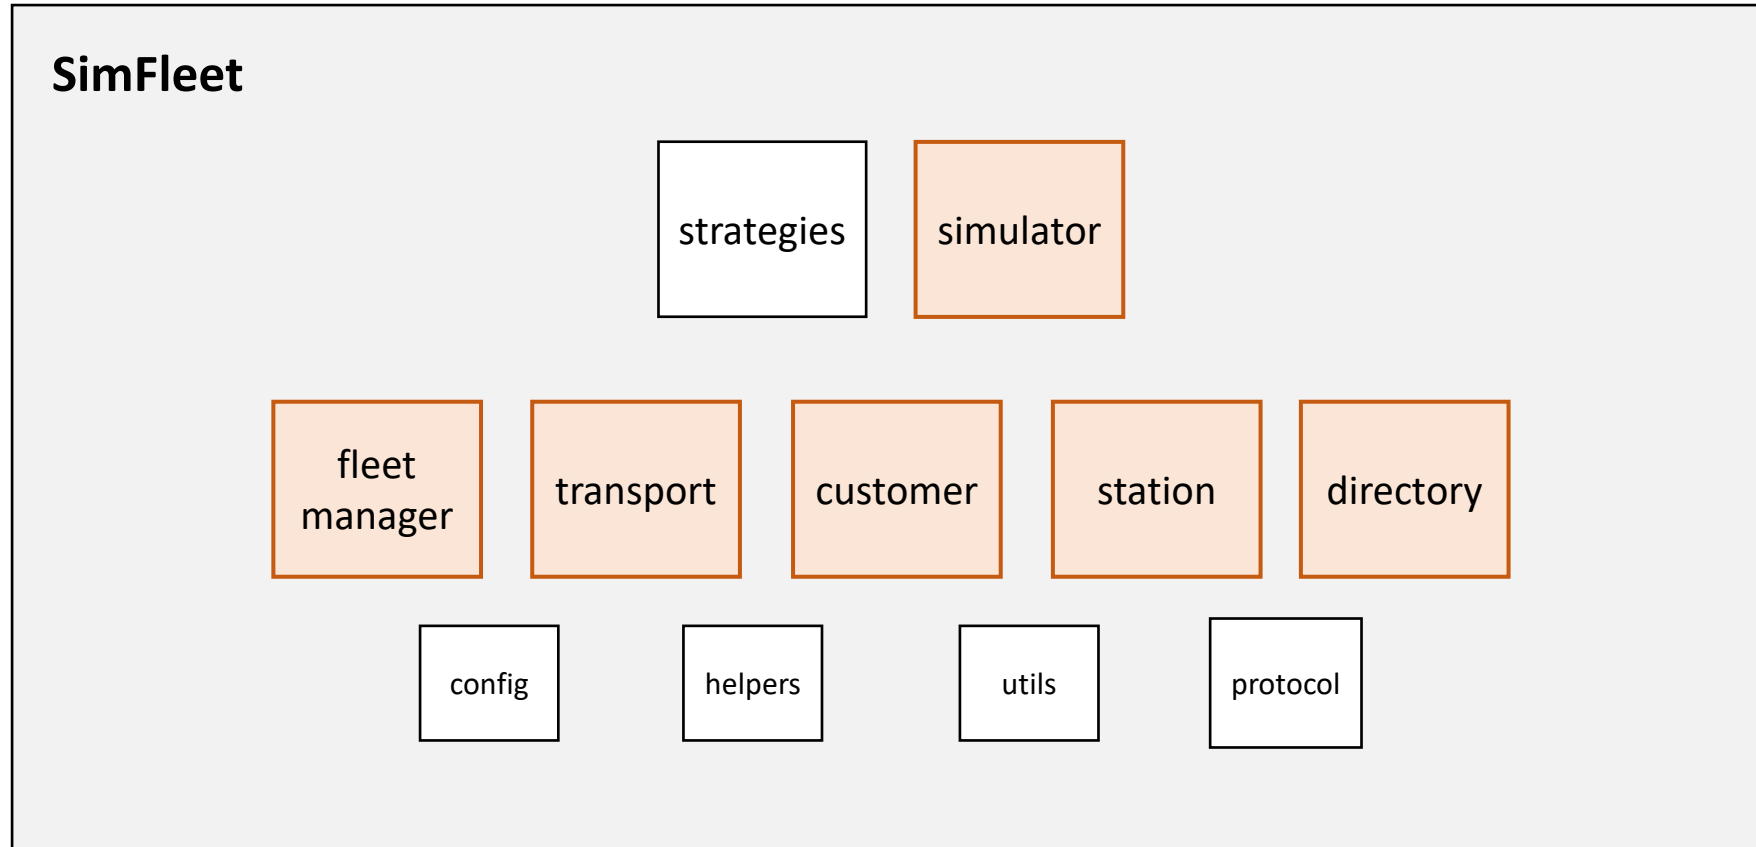 SimFleet
strategies
simulator
fleet
manager
transport
customer
station
directory
config
helpers
utils
protocol